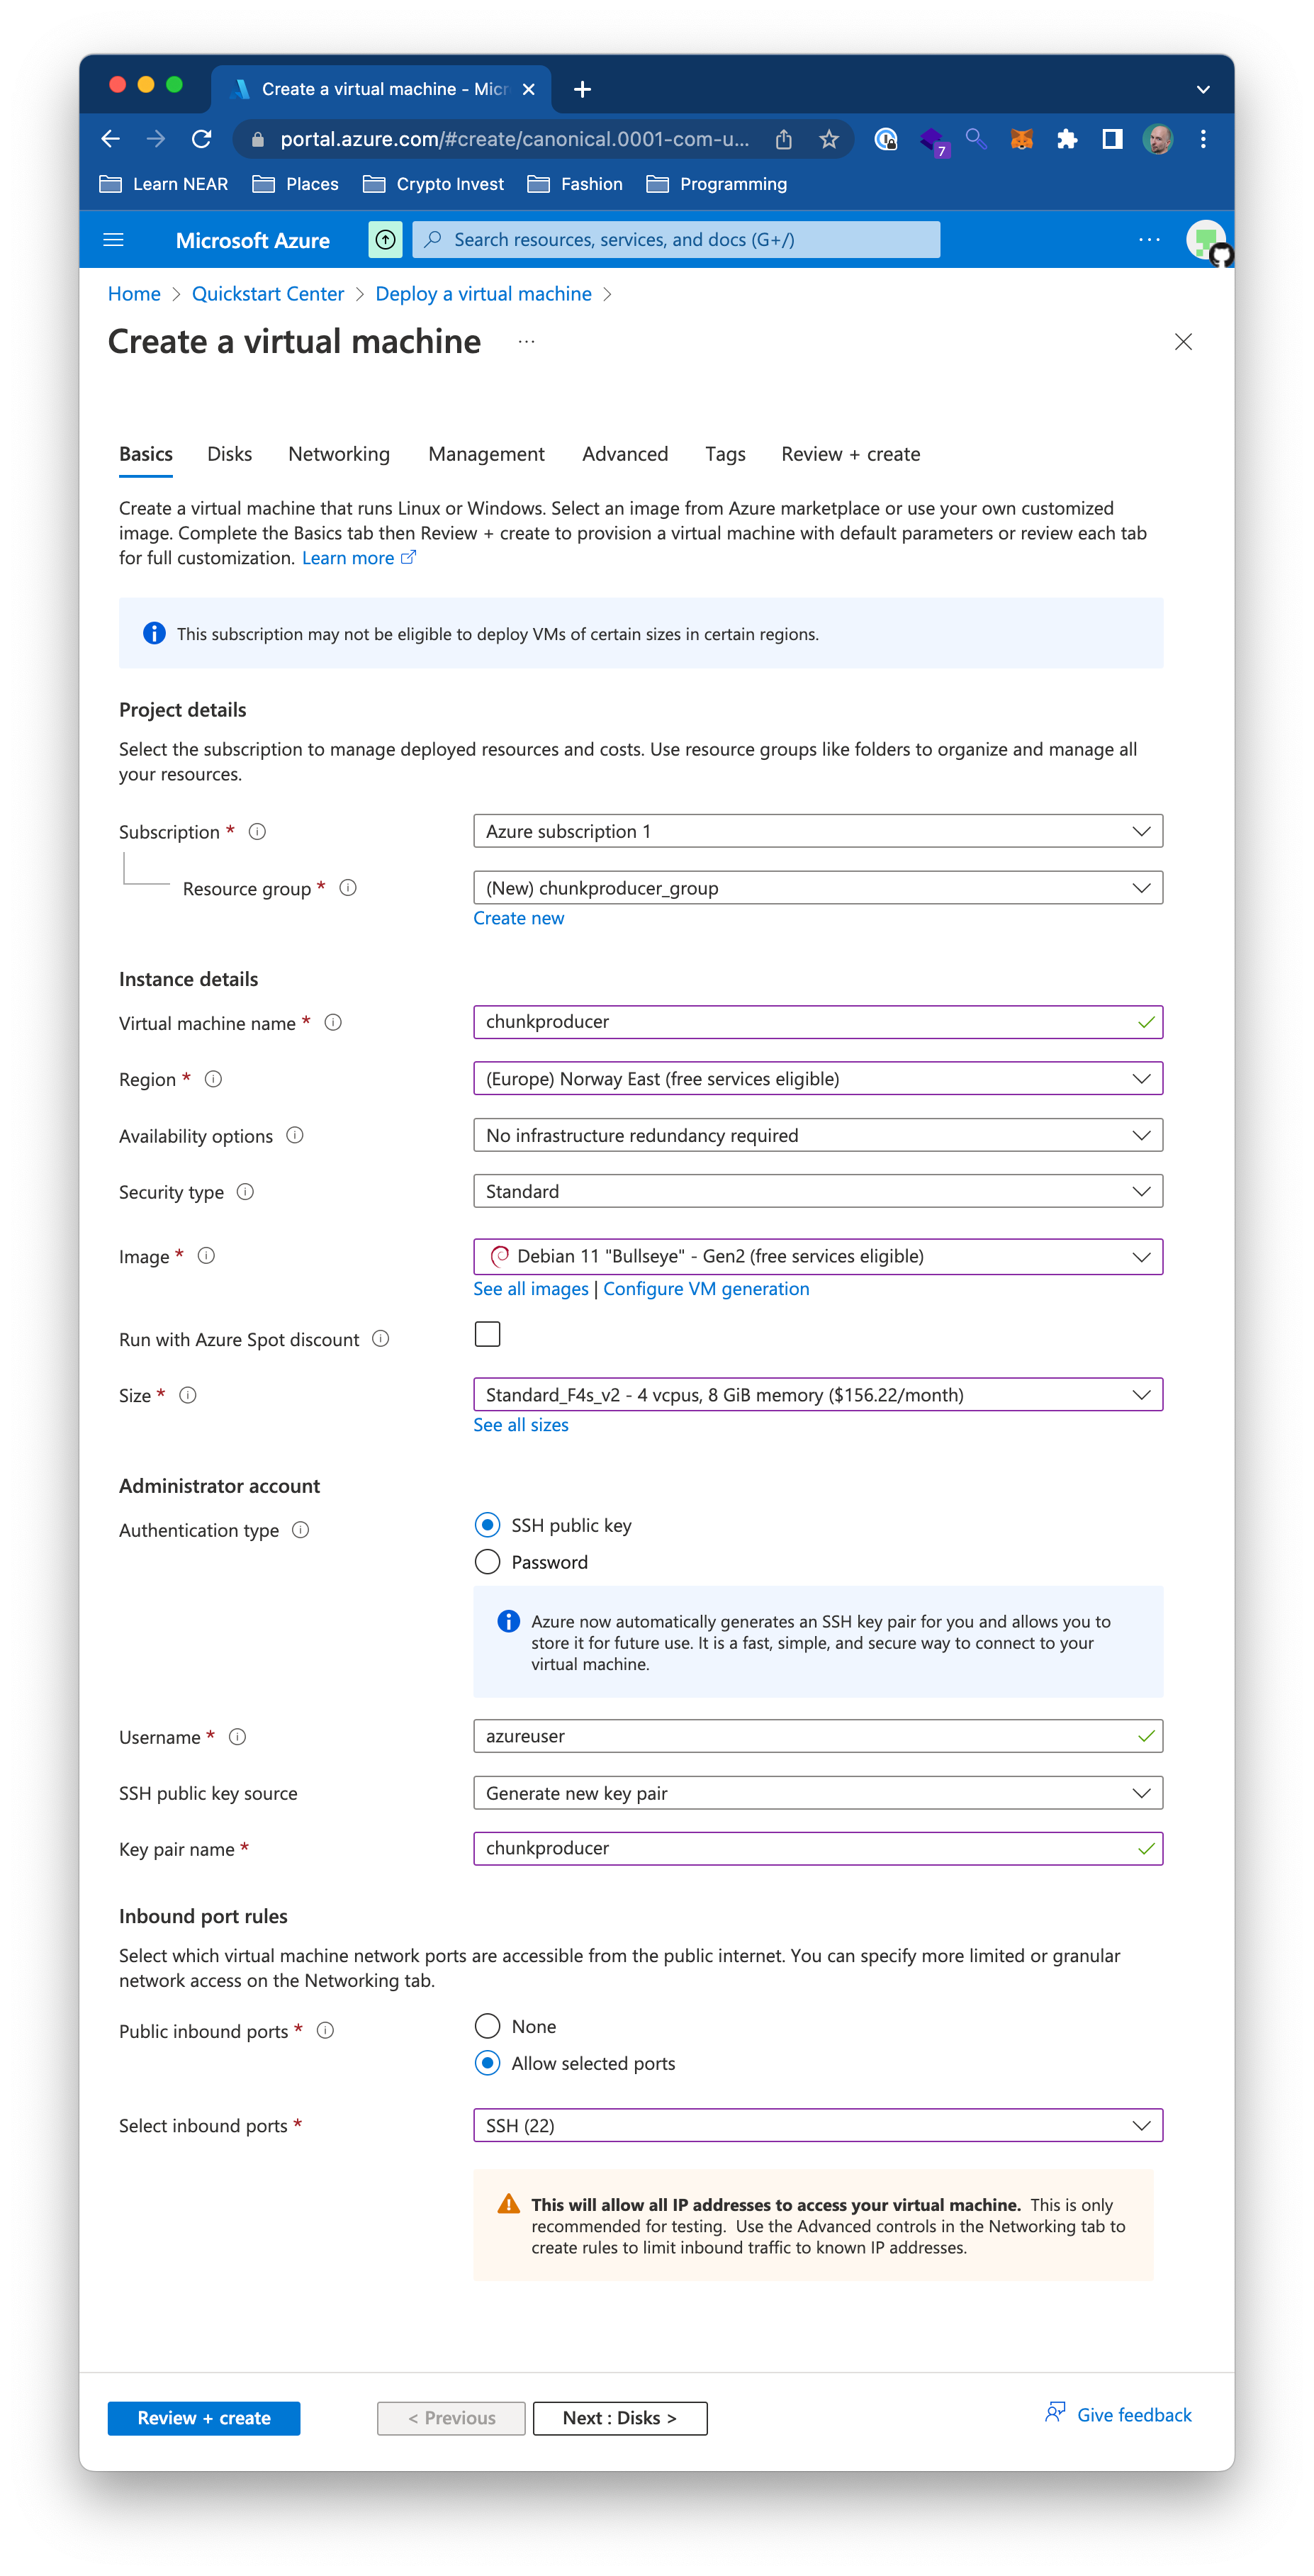 Create a virtual machine - Micr
portal.azure.com/#create/canonical.0001-com-u...
7
Learn NEAR Places Crypto Invest Fashion Programming
Microsoft Azure Search resources, services, and docs (G+/) ...
Home > Quickstart Center > Deploy a virtual machine >
Create a virtual machine ...
Basics Disks Networking Management Advanced Tags Review + create
Create a virtual machine that runs Linux or Windows. Select an image from Azure marketplace or use your own customized
image. Complete the Basics tab then Review + create to provision a virtual machine with default parameters or review each tab
for full customization. Learn more
This subscription may not be eligible to deploy VMs of certain sizes in certain regions.
Project details
Select the subscription to manage deployed resources and costs. Use resource groups like folders to organize and manage all
your resources.
Subscription * Azure subscription 1
Resource group * (New) chunkproducer_group
Create new
Instance details
Virtual machine name * chunkproducer
Region * (Europe) Norway East (free services eligible)
Availability options No infrastructure redundancy required
Security type Standard
Image * Debian 11 "Bullseye" - Gen2 (free services eligible)
See all images | Configure VM generation
Run with Azure Spot discount
Size * Standard_F4s_v2 - 4 vcpus, 8 GiB memory ($156.22/month)
See all sizes
Administrator account
Authentication type SSH public key
Password
Azure now automatically generates an SSH key pair for you and allows you to
store it for future use. It is a fast, simple, and secure way to connect to your
virtual machine.
Username * azureuser
SSH public key source Generate new key pair
Key pair name * chunkproducer
Inbound port rules
Select which virtual machine network ports are accessible from the public internet. You can specify more limited or granular
network access on the Networking tab.
Public inbound ports * None
Allow selected ports
Select inbound ports * SSH (22)
This will allow all IP addresses to access your virtual machine. This is only
recommended for testing. Use the Advanced controls in the Networking tab to
create rules to limit inbound traffic to known IP addresses.
Review + create < Previous Next : Disks > Give feedback